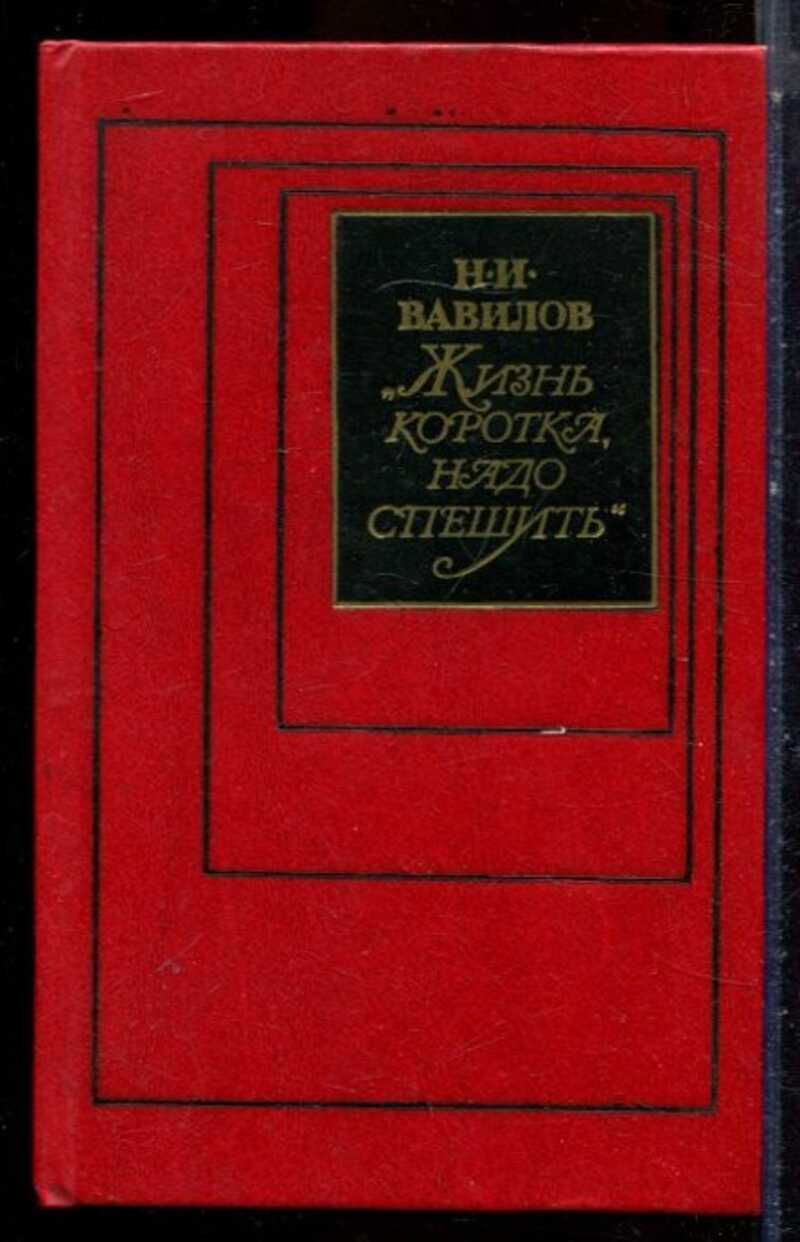 Н·И·
ВАВИЛОВ
„Жизнь
коротка,
надо
спешить“